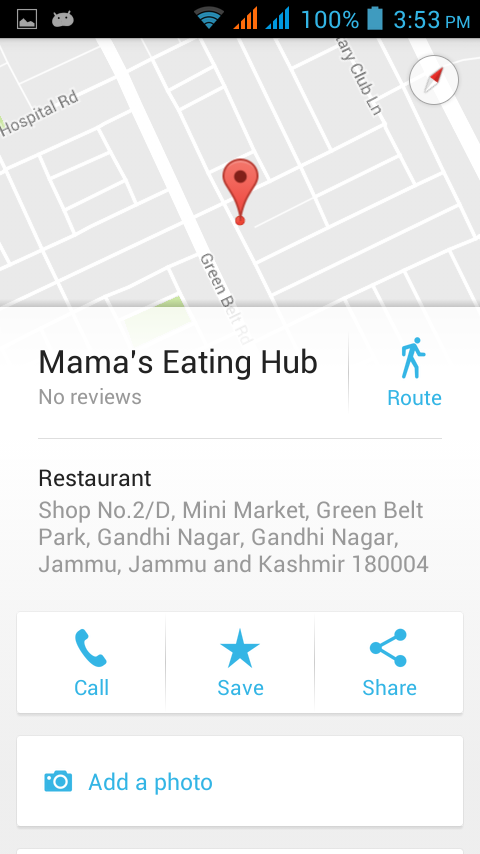 100% 3:53 PM
Hospital Rd
tary Club Ln
Green Belt Rd
Mama's Eating Hub
No reviews
Route
Restaurant
Shop No.2/D, Mini Market, Green Belt
Park, Gandhi Nagar, Gandhi Nagar,
Jammu, Jammu and Kashmir 180004
Call
Save
Share
Add a photo